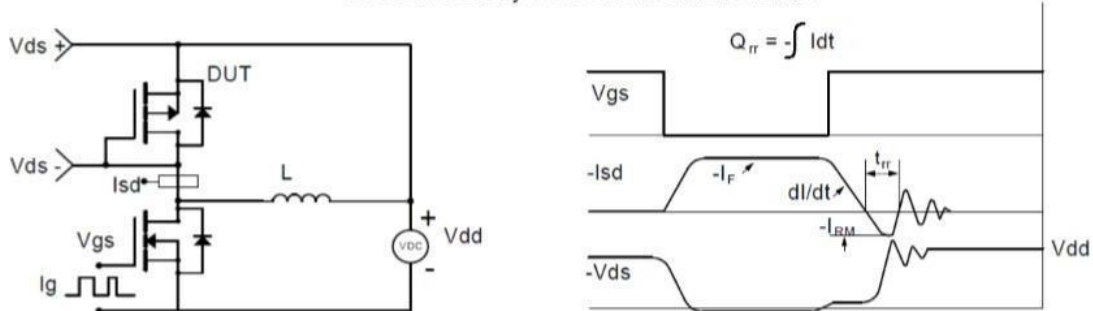 Vds +
DUT
Vds -
Isd
L
+
Vdd
VDC
-
Vgs
Ig
Qrr = -∫ Idt
Vgs
trr
-Isd
-IF
dI/dt
-IRM
Vdd
-Vds